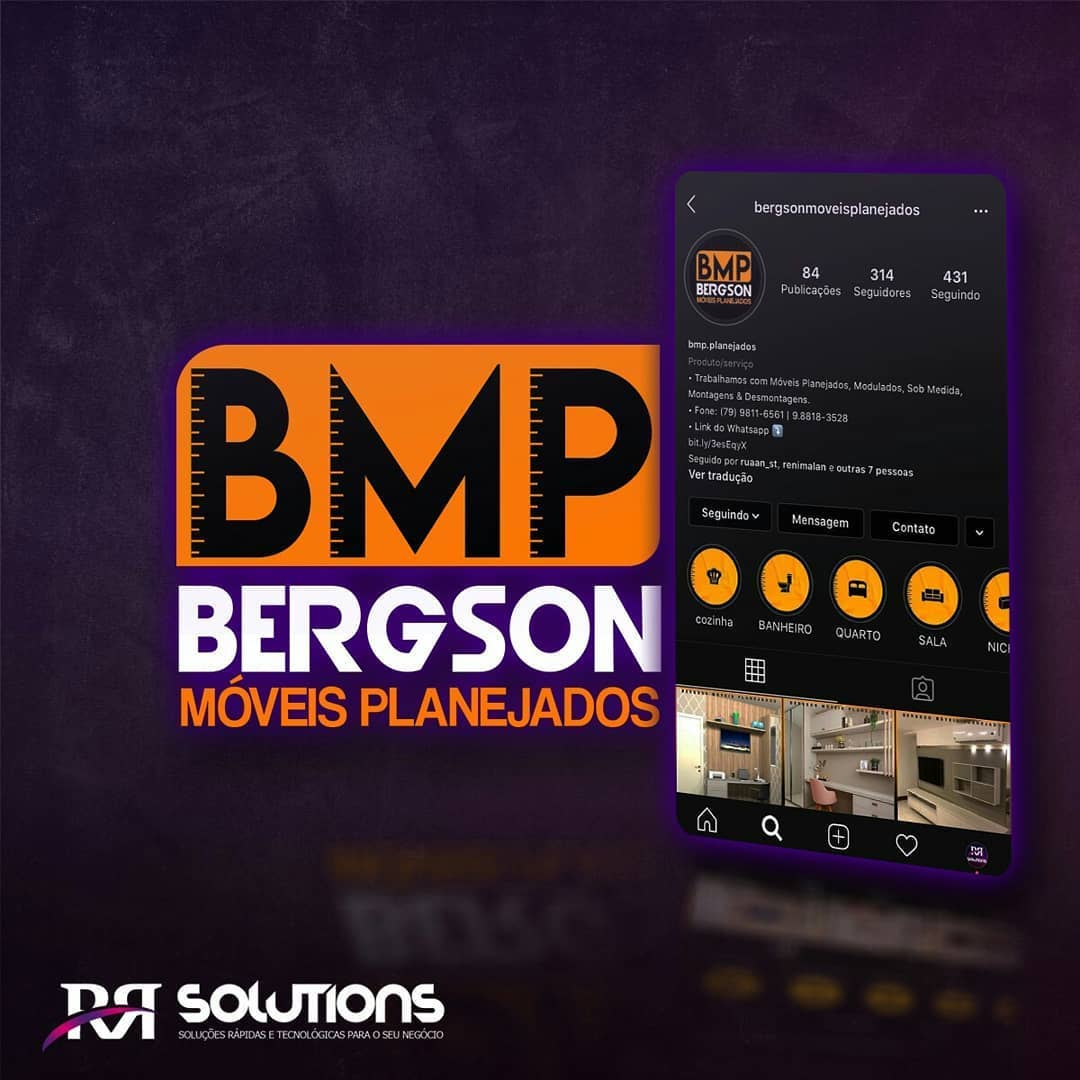 bergsonmoveisplanejados
BMP
BERGSON
MÓVEIS PLANEJADOS
84
Publicações
314
Seguidores
431
Seguindo
bmp.planejados
Produto/serviço
• Trabalhamos com Móveis Planejados, Modulados, Sob Medida,
Montagens & Desmontagens.
• Fone: (79) 9811-6561 | 9.8818-3528
• Link do Whatsapp ⤵️
bit.ly/3esEqyX
Seguido por ruaan_st, renimalan e outras 7 pessoas
Ver tradução
Seguindo
Mensagem
Contato
cozinha
BANHEIRO
QUARTO
SALA
NICH
BMP
BERGSON
MÓVEIS PLANEJADOS
RR SOLUTIONS
SOLUÇÕES RÁPIDAS E TECNOLÓGICAS PARA O SEU NEGÓCIO